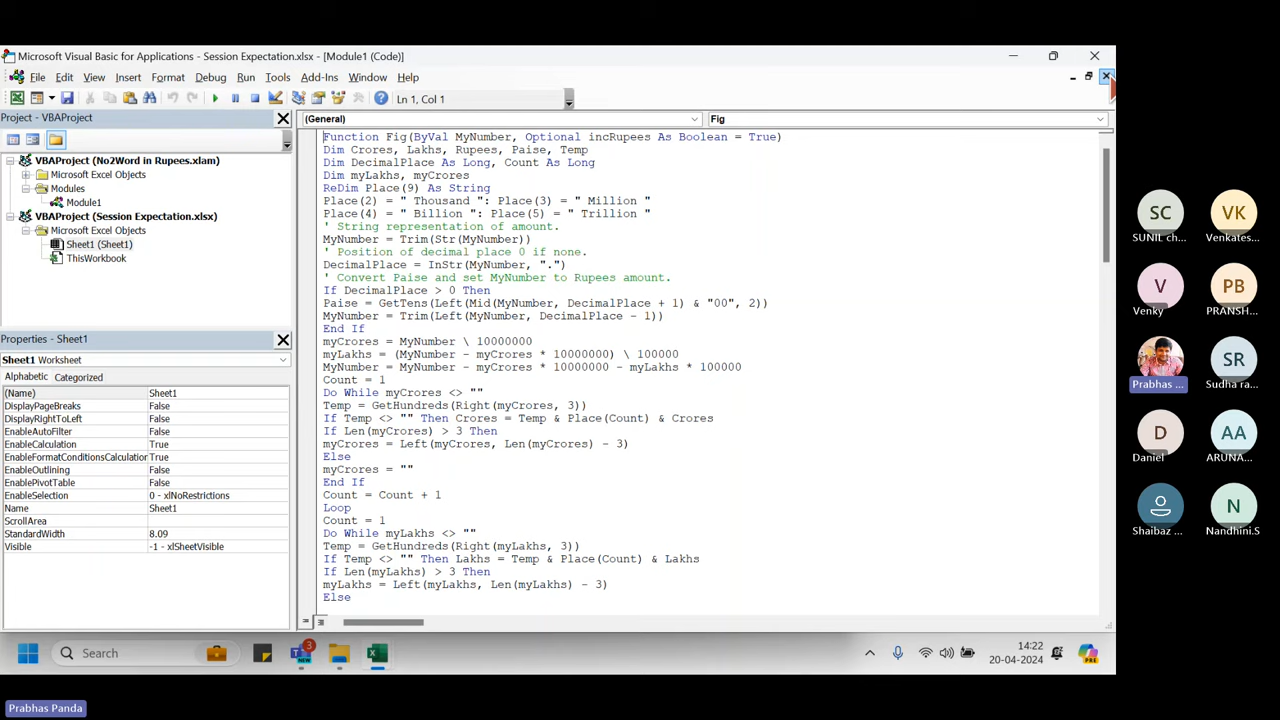 Microsoft Visual Basic for Applications - Session Expectation.xlsx - [Module1 (Code)]
File Edit View Insert Format Debug Run Tools Add-Ins Window Help
Ln 1, Col 1
Project - VBAProject
VBAProject (No2Word in Rupees.xlam)
Microsoft Excel Objects
Modules
Module1
VBAProject (Session Expectation.xlsx)
Microsoft Excel Objects
Sheet1 (Sheet1)
ThisWorkbook
Properties - Sheet1
Sheet1 Worksheet
Alphabetic Categorized
(Name) Sheet1
DisplayPageBreaks False
DisplayRightToLeft False
EnableAutoFilter False
EnableCalculation True
EnableFormatConditionsCalculation True
EnableOutlining False
EnablePivotTable False
EnableSelection 0 - xlNoRestrictions
Name Sheet1
ScrollArea
StandardWidth 8.09
Visible -1 - xlSheetVisible
(General) Fig
Function Fig(ByVal MyNumber, Optional incRupees As Boolean = True)
Dim Crores, Lakhs, Rupees, Paise, Temp
Dim DecimalPlace As Long, Count As Long
Dim myLakhs, myCrores
ReDim Place(9) As String
Place(2) = " Thousand ": Place(3) = " Million "
Place(4) = " Billion ": Place(5) = " Trillion "
' String representation of amount.
MyNumber = Trim(Str(MyNumber))
' Position of decimal place 0 if none.
DecimalPlace = InStr(MyNumber, ".")
' Convert Paise and set MyNumber to Rupees amount.
If DecimalPlace > 0 Then
Paise = GetTens(Left(Mid(MyNumber, DecimalPlace + 1) & "00", 2))
MyNumber = Trim(Left(MyNumber, DecimalPlace - 1))
End If
myCrores = MyNumber \ 10000000
myLakhs = (MyNumber - myCrores * 10000000) \ 100000
MyNumber = MyNumber - myCrores * 10000000 - myLakhs * 100000
Count = 1
Do While myCrores <> ""
Temp = GetHundreds(Right(myCrores, 3))
If Temp <> "" Then Crores = Temp & Place(Count) & Crores
If Len(myCrores) > 3 Then
myCrores = Left(myCrores, Len(myCrores) - 3)
Else
myCrores = ""
End If
Count = Count + 1
Loop
Count = 1
Do While myLakhs <> ""
Temp = GetHundreds(Right(myLakhs, 3))
If Temp <> "" Then Lakhs = Temp & Place(Count) & Lakhs
If Len(myLakhs) > 3 Then
myLakhs = Left(myLakhs, Len(myLakhs) - 3)
Else
SC VK
SUNIL ch... Venkates...
V PB
Venky PRANSH...
SR
Prabhas ... Sudha ra...
D AA
Daniel ARUNA...
N
Shaibaz ... Nandhini.S
Search
NEW 3
14:22
20-04-2024
PRE
Prabhas Panda